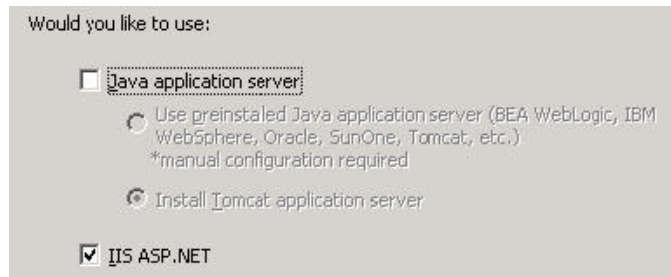 Would you like to use:
Java application server
Use preinstaled Java application server (BEA WebLogic, IBM
WebSphere, Oracle, SunOne, Tomcat, etc.)
*manual configuration required
Install Tomcat application server
IIS ASP.NET